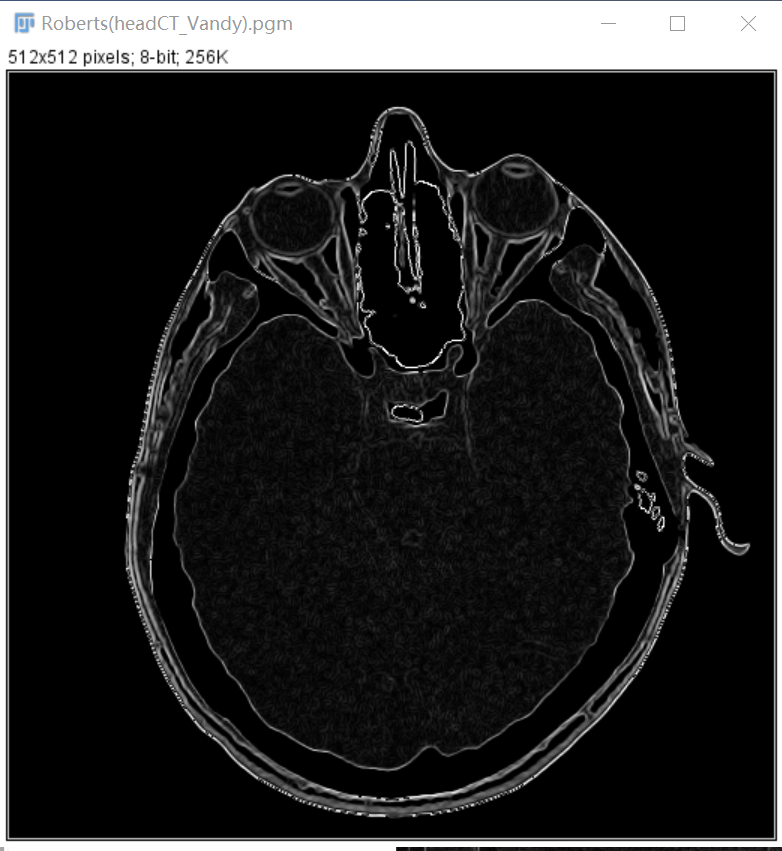 Roberts(headCT_Vandy).pgm
512x512 pixels; 8-bit; 256K